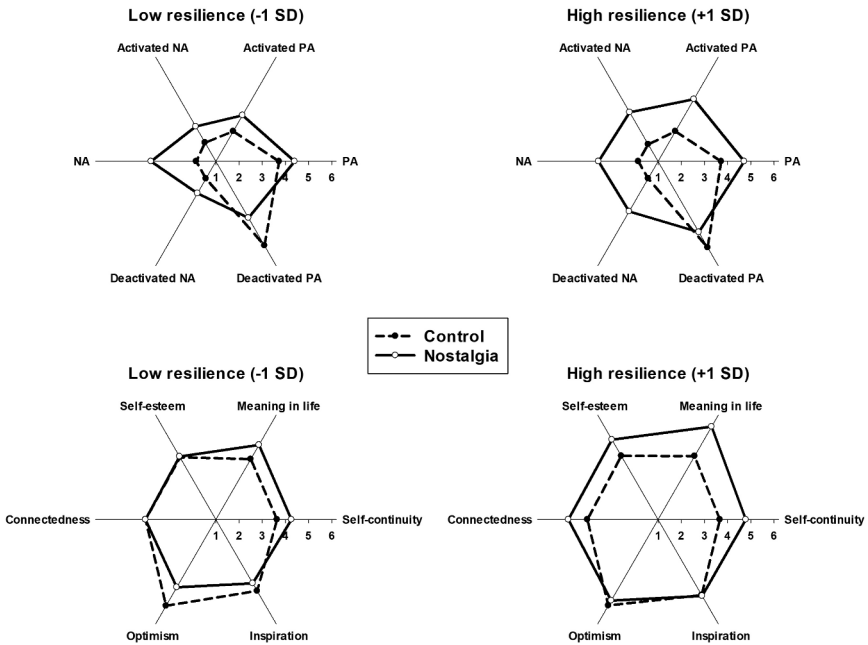 Low resilience (-1 SD)
High resilience (+1 SD)
Activated NA
Activated PA
Activated NA
Activated PA
NA
PA
NA
PA
1 2 3 4 5 6
1 2 3 4 5 6
Deactivated NA
Deactivated PA
Deactivated NA
Deactivated PA
Control
Nostalgia
Low resilience (-1 SD)
High resilience (+1 SD)
Self-esteem
Meaning in life
Self-esteem
Meaning in life
Connectedness
Self-continuity
Connectedness
Self-continuity
1 2 3 4 5 6
1 2 3 4 5 6
Optimism
Inspiration
Optimism
Inspiration